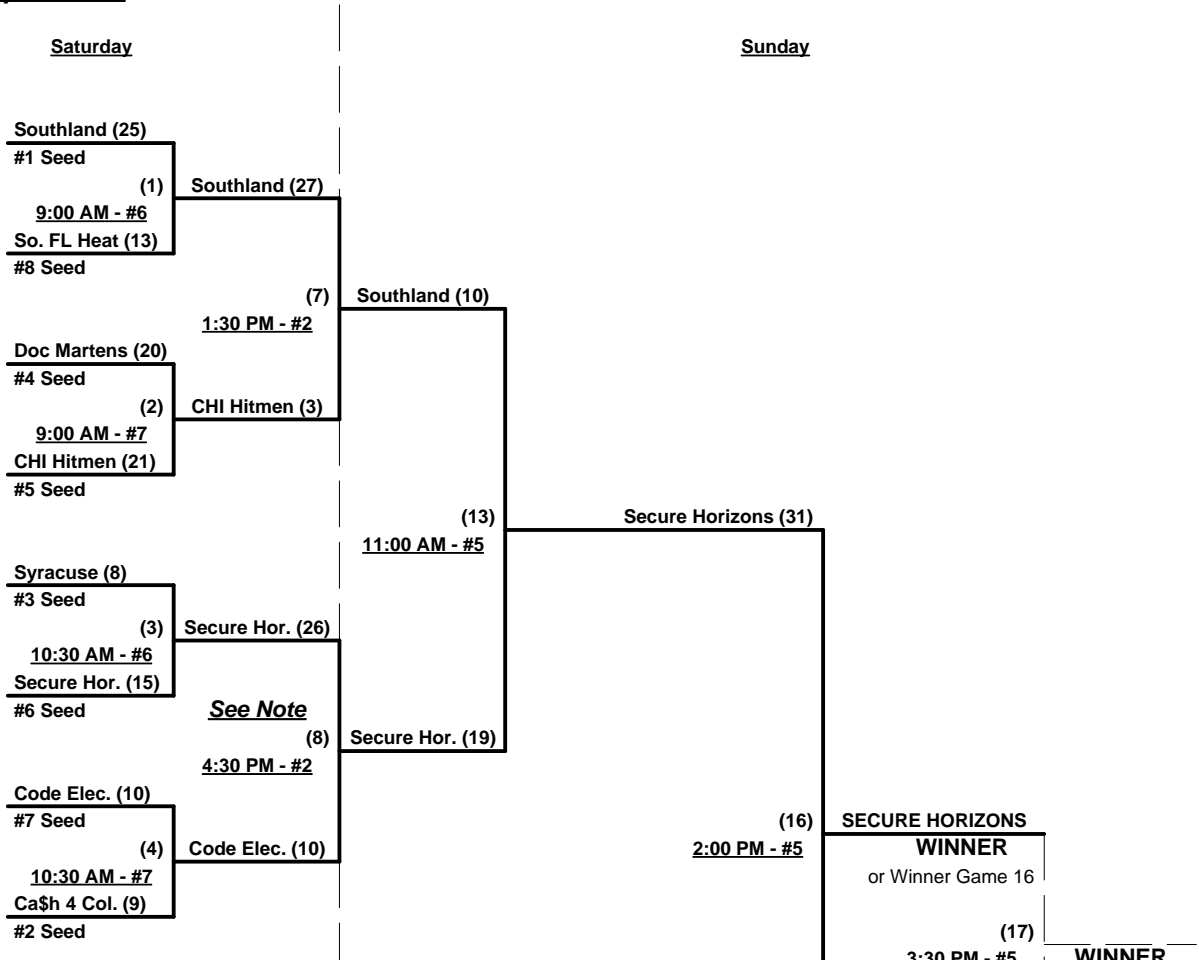 Saturday
Sunday
Southland (25)
#1 Seed
(1)
Southland (27)
9:00 AM - #6
So. FL Heat (13)
#8 Seed
(7)
Southland (10)
1:30 PM - #2
Doc Martens (20)
#4 Seed
(2)
CHI Hitmen (3)
9:00 AM - #7
CHI Hitmen (21)
#5 Seed
(13)
Secure Horizons (31)
11:00 AM - #5
Syracuse (8)
#3 Seed
(3)
Secure Hor. (26)
10:30 AM - #6
Secure Hor. (15)
#6 Seed
See Note
(8)
Secure Hor. (19)
4:30 PM - #2
Code Elec. (10)
#7 Seed
(16)
SECURE HORIZONS
(4)
Code Elec. (10)
2:00 PM - #5
WINNER
10:30 AM - #7
or Winner Game 16
Ca$h 4 Col. (9)
#2 Seed
(17)
3:30 PM - #5
WINNER